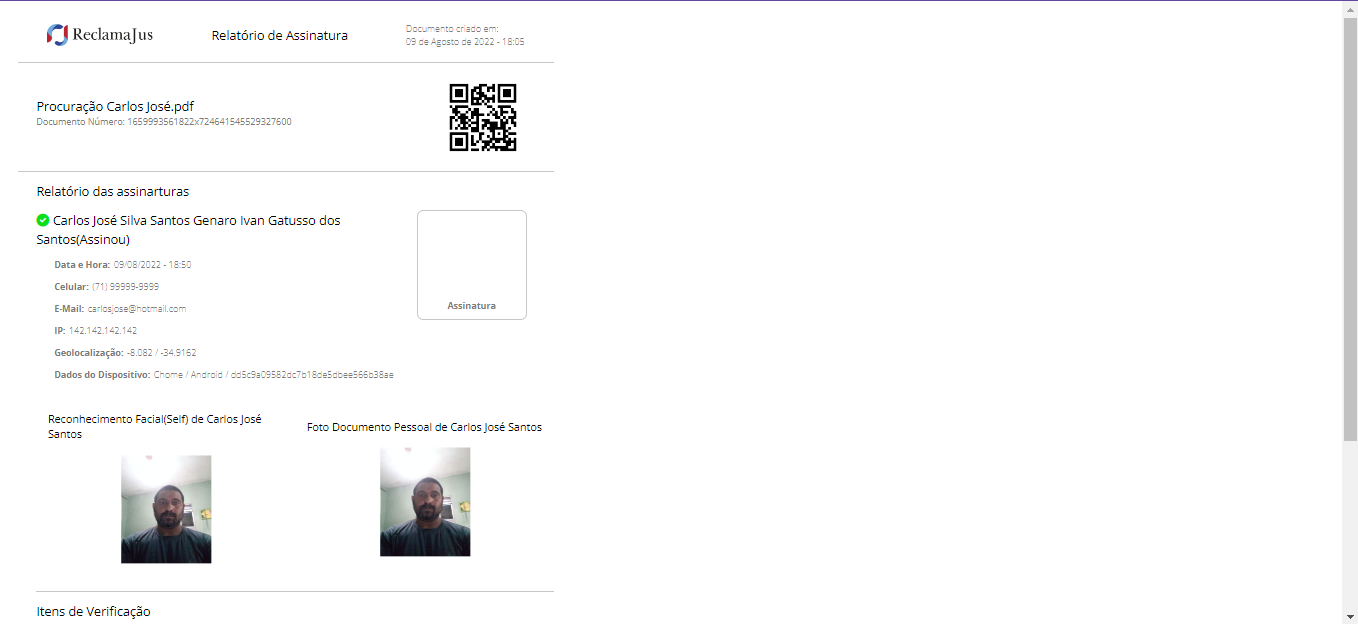 ReclamaJus
Relatório de Assinatura
Documento criado em:
09 de Agosto de 2022 - 18:05
Procuração Carlos José.pdf
Documento Número: 1659993561822x724641545529327600
Relatório das assinarturas
Carlos José Silva Santos Genaro Ivan Gatusso dos
Santos(Assinou)
Data e Hora: 09/08/2022 - 18:50
Celular: (71) 99999-9999
E-Mail: carlosjose@hotmail.com
IP: 142.142.142.142
Geolocalização: -8.082 / -34.9162
Dados do Dispositivo: Chome / Android / dd5c9a09582dc7b18de5dbee566b38ae
Assinatura
Reconhecimento Facial(Self) de Carlos José
Santos
Foto Documento Pessoal de Carlos José Santos
Itens de Verificação